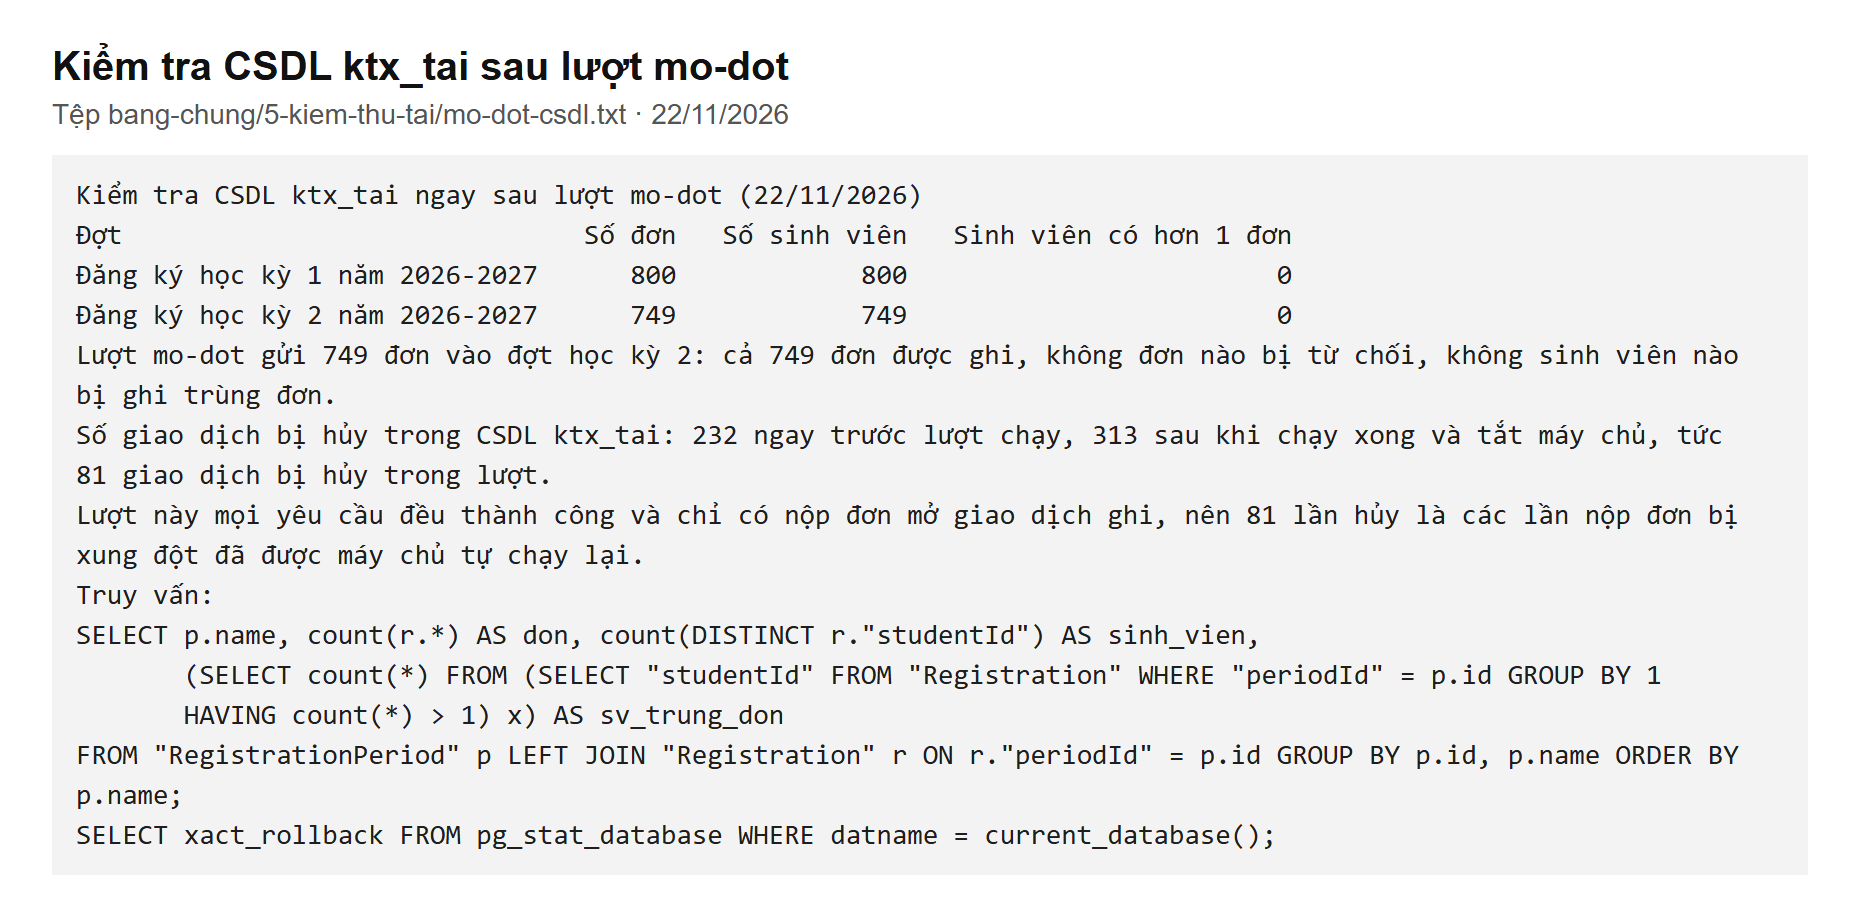 Kiểm tra CSDL ktx_tai sau lượt mo-dot
Tệp bang-chung/5-kiem-thu-tai/mo-dot-csdl.txt · 22/11/2026
Kiểm tra CSDL ktx_tai ngay sau lượt mo-dot (22/11/2026)
Đợt                              Số đơn   Số sinh viên   Sinh viên có hơn 1 đơn
Đăng ký học kỳ 1 năm 2026-2027      800            800                        0
Đăng ký học kỳ 2 năm 2026-2027      749            749                        0
Lượt mo-dot gửi 749 đơn vào đợt học kỳ 2: cả 749 đơn được ghi, không đơn nào bị từ chối, không sinh viên nào
bị ghi trùng đơn.
Số giao dịch bị hủy trong CSDL ktx_tai: 232 ngay trước lượt chạy, 313 sau khi chạy xong và tắt máy chủ, tức
81 giao dịch bị hủy trong lượt.
Lượt này mọi yêu cầu đều thành công và chỉ có nộp đơn mở giao dịch ghi, nên 81 lần hủy là các lần nộp đơn bị
xung đột đã được máy chủ tự chạy lại.
Truy vấn:
SELECT p.name, count(r.*) AS don, count(DISTINCT r."studentId") AS sinh_vien,
       (SELECT count(*) FROM (SELECT "studentId" FROM "Registration" WHERE "periodId" = p.id GROUP BY 1
       HAVING count(*) > 1) x) AS sv_trung_don
FROM "RegistrationPeriod" p LEFT JOIN "Registration" r ON r."periodId" = p.id GROUP BY p.id, p.name ORDER BY
p.name;
SELECT xact_rollback FROM pg_stat_database WHERE datname = current_database();